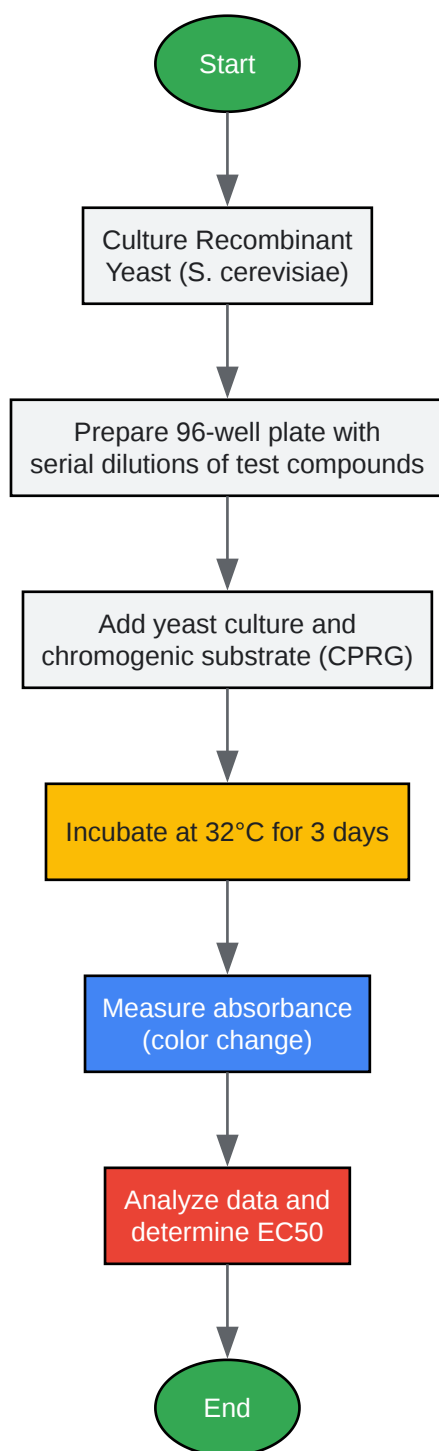 Start
Culture Recombinant
Yeast (S. cerevisiae)
Prepare 96-well plate with
serial dilutions of test compounds
Add yeast culture and
chromogenic substrate (CPRG)
Incubate at 32°C for 3 days
Measure absorbance
(color change)
Analyze data and
determine EC50
End